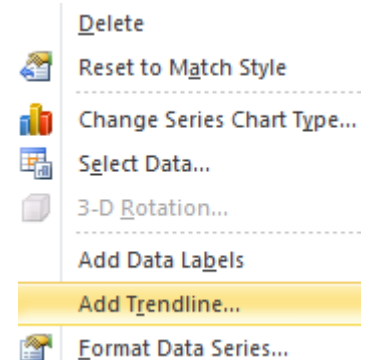 Delete
Reset to Match Style
Change Series Chart Type...
Select Data...
3-D Rotation...
Add Data Labels
Add Trendline...
Format Data Series...